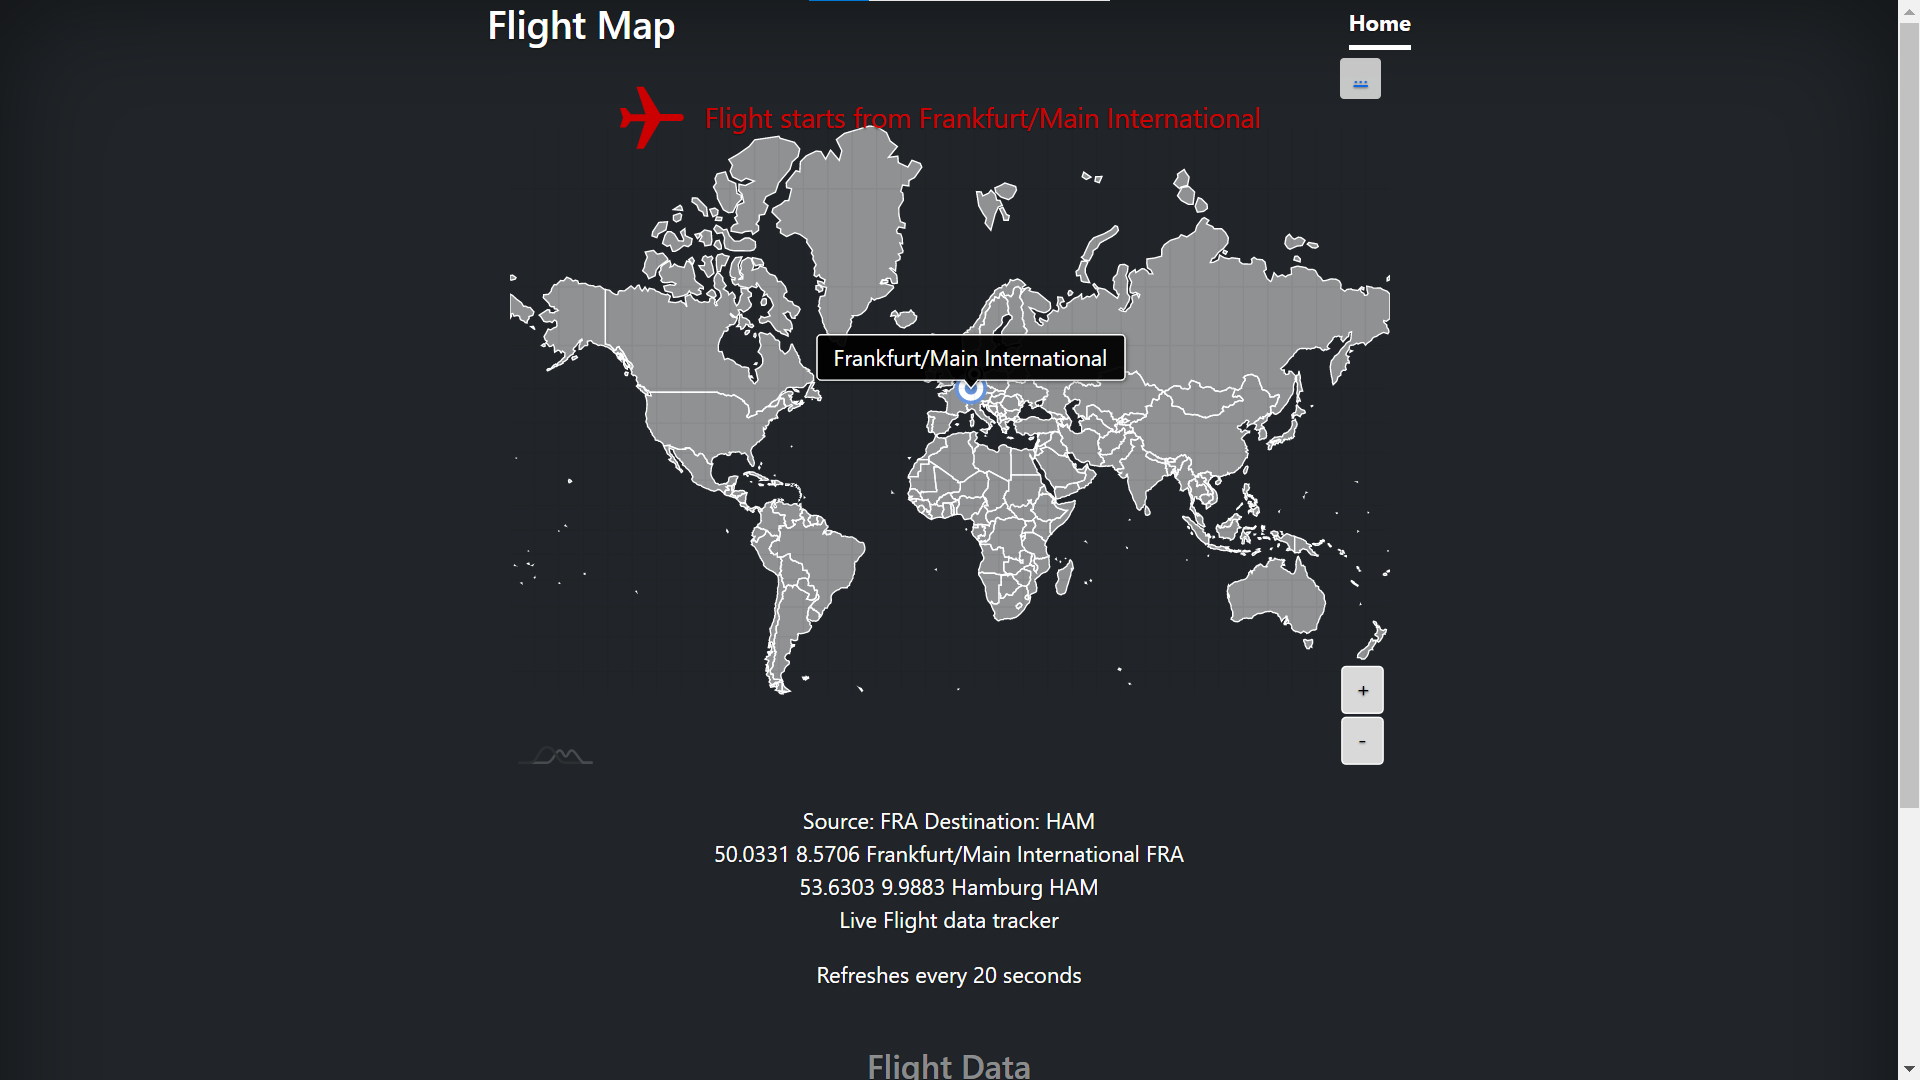 Flight Map
Home
...
Flight starts from Frankfurt/Main International
Frankfurt/Main International
+
-
Source: FRA Destination: HAM
50.0331 8.5706 Frankfurt/Main International FRA
53.6303 9.9883 Hamburg HAM
Live Flight data tracker
Refreshes every 20 seconds
Flight Data